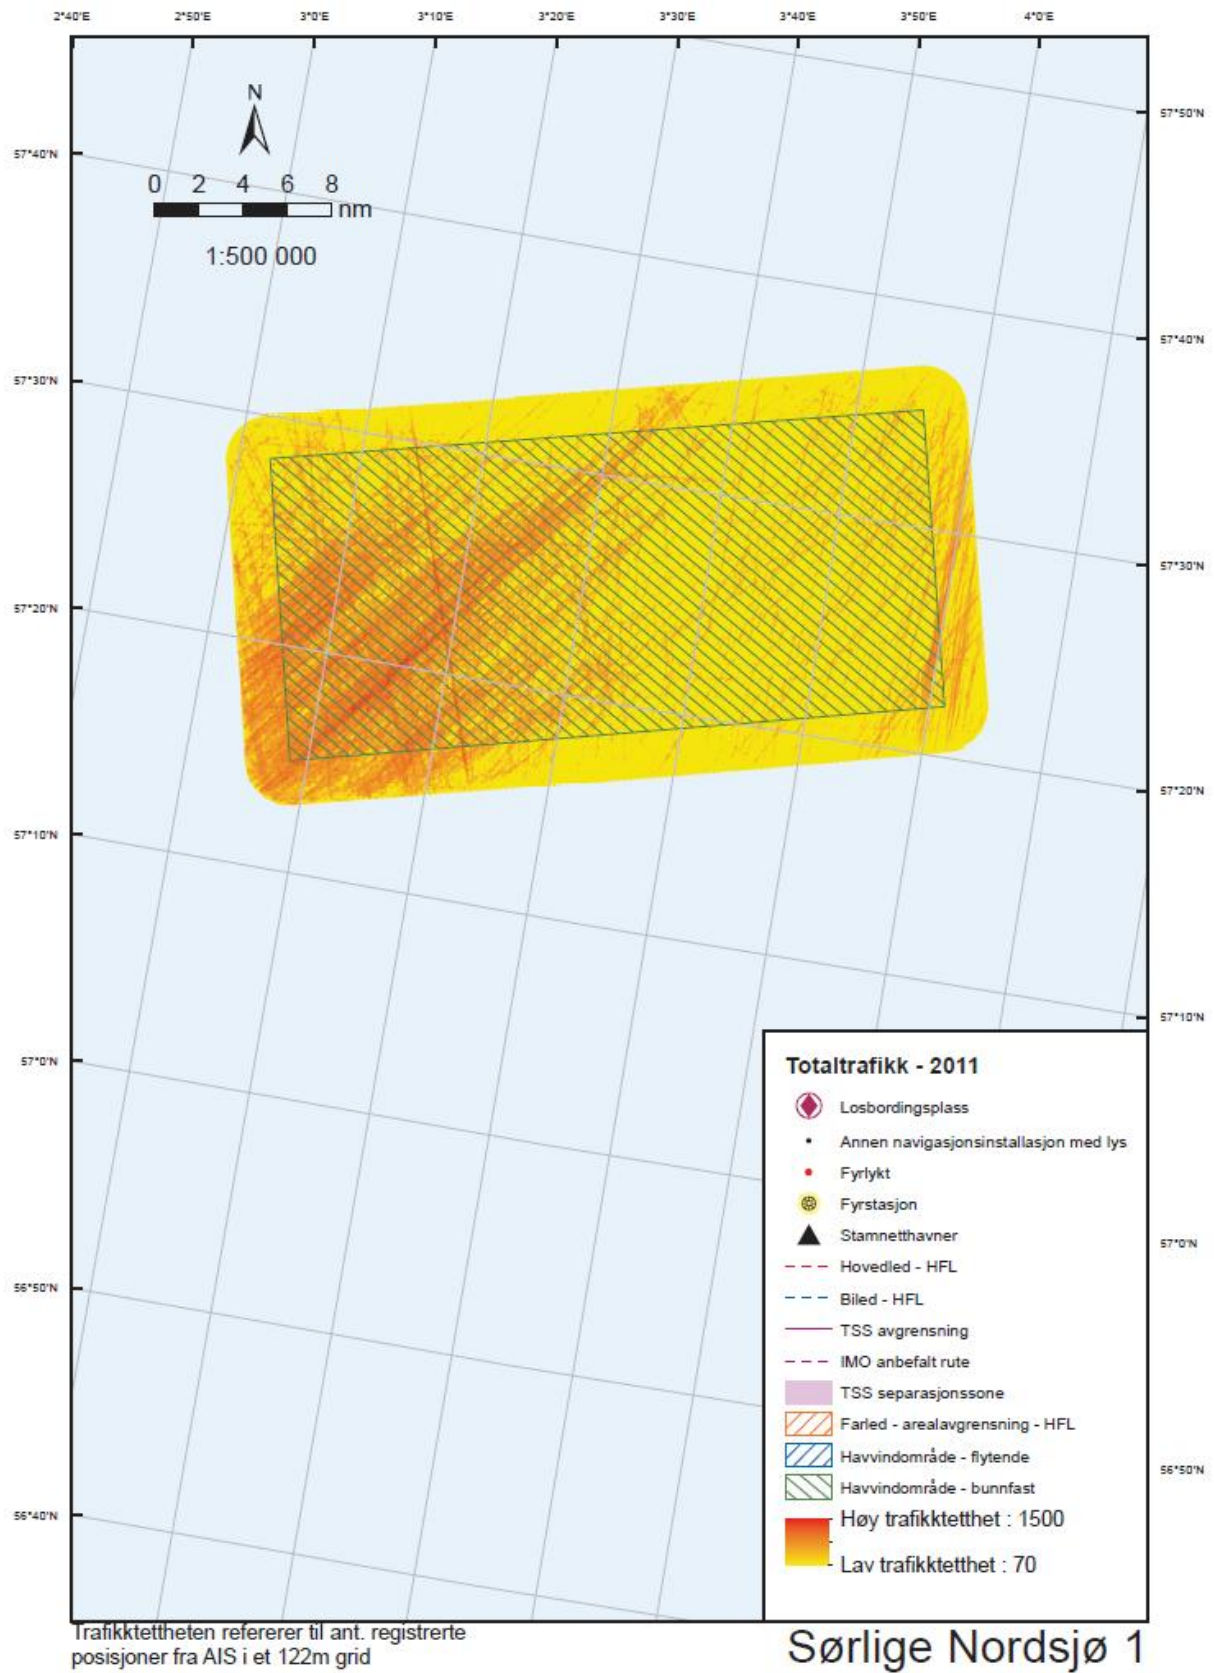 2°40'E 2°50'E 3°0'E 3°10'E 3°20'E 3°30'E 3°40'E 3°50'E 4°0'E
N
57°50'N
57°40'N
0 2 4 6 8
nm
1:500 000
57°40'N
57°30'N
57°30'N
57°20'N
57°20'N
57°10'N
57°10'N
57°0'N
Totaltrafikk - 2011
Losbordingsplass
Annen navigasjonsinstallasjon med lys
Fyrlykt
Fyrstasjon
Stamnetthavner
57°0'N
Hovedled - HFL
56°50'N
Biled - HFL
TSS avgrensning
IMO anbefalt rute
TSS separasjonssone
Farled - arealavgrensning - HFL
Havvindområde - flytende
56°50'N
Havvindområde - bunnfast
56°40'N
Høy trafikktetthet : 1500
Lav trafikktetthet : 70
Trafikktettheten refererer til ant. registrerte
posisjoner fra AIS i et 122m grid
Sørlige Nordsjø 1